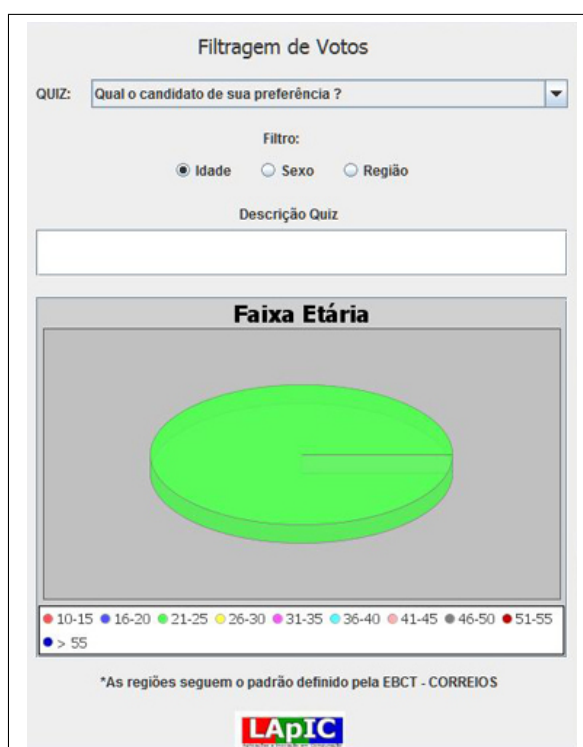 Filtragem de Votos
QUIZ: Qual o candidato de sua preferência ?
Filtro:
Idade Sexo Região
Descrição Quiz
Faixa Etária
10-15 16-20 21-25 26-30 31-35 36-40 41-45 46-50 51-55
> 55
*As regiões seguem o padrão definido pela EBCT - CORREIOS
LApIC